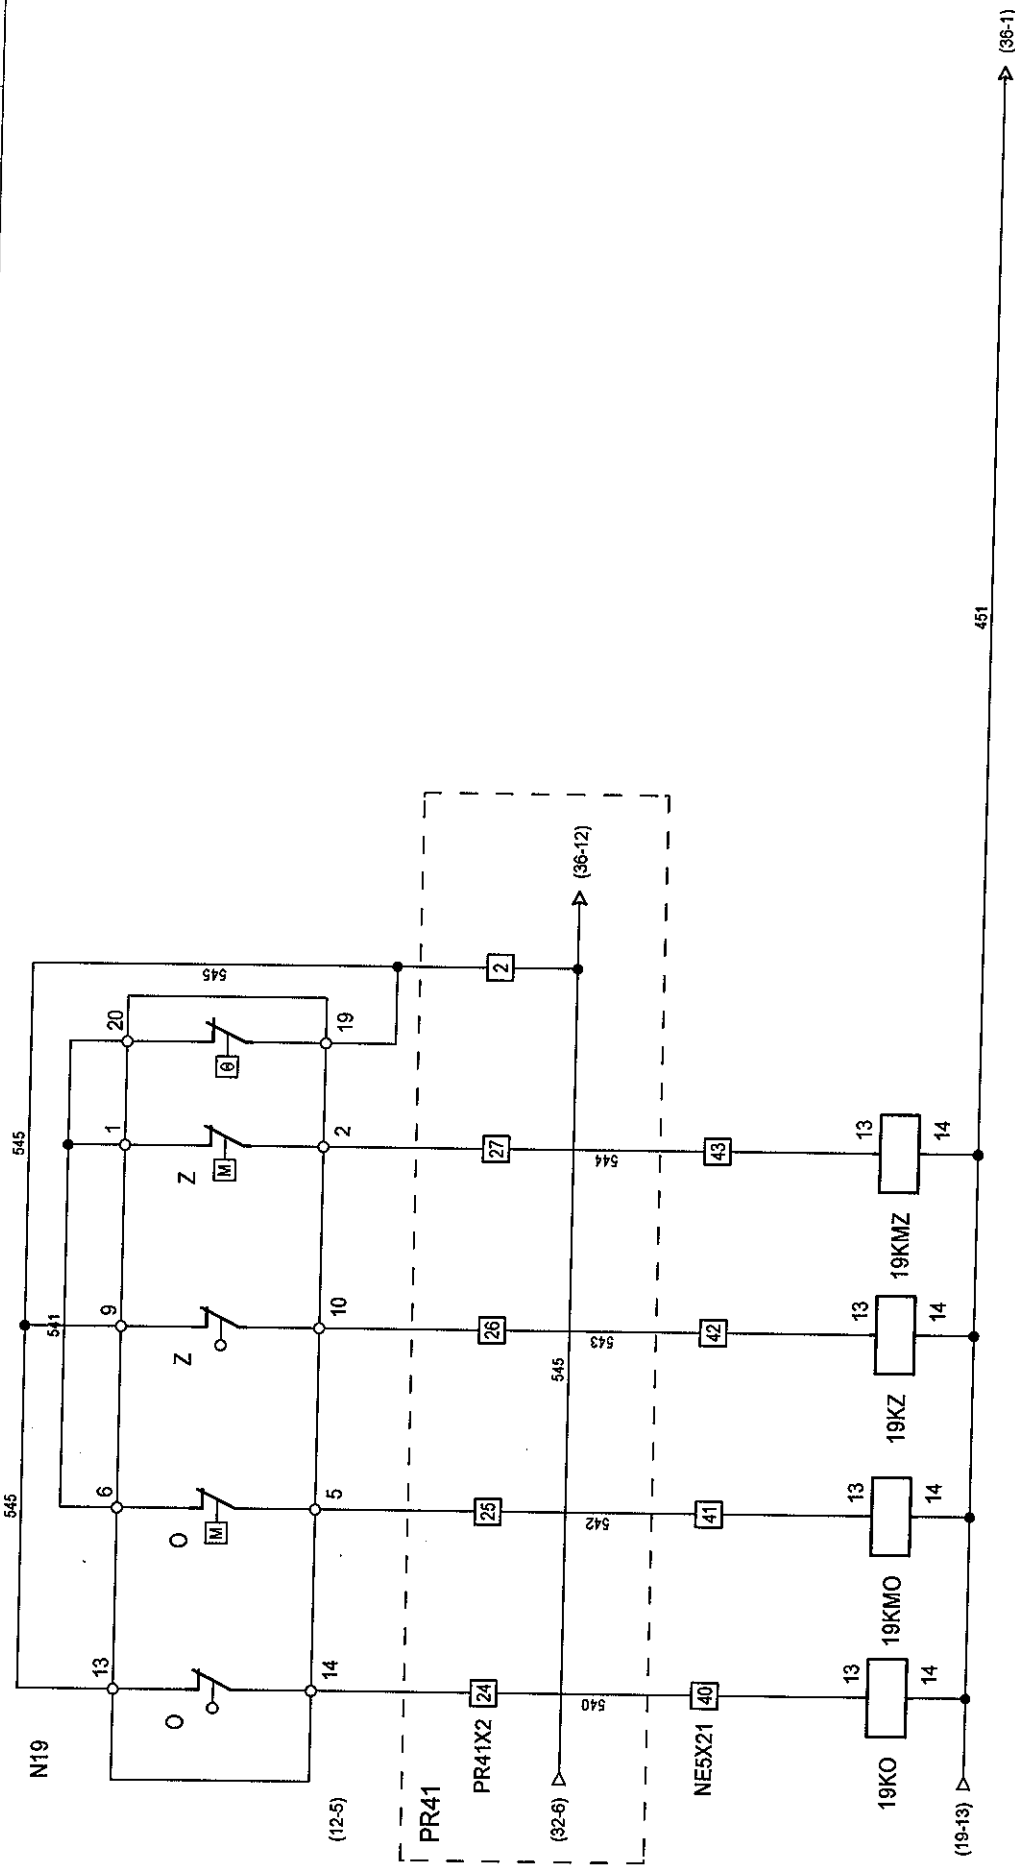 545 545
N19
541
13 6 9 1 20
O O Z Z
M M θ 545
14 5 10 2 19
(12-5)
PR41
PR41X2 24 25 26 27 2
(32-6) 545 (36-12)
540 542 543 544
NE5X21 40 41 42 43
13 13 13 13
19KO 19KMO 19KZ 19KMZ
14 14 14 14
(19-13) 451 (36-1)